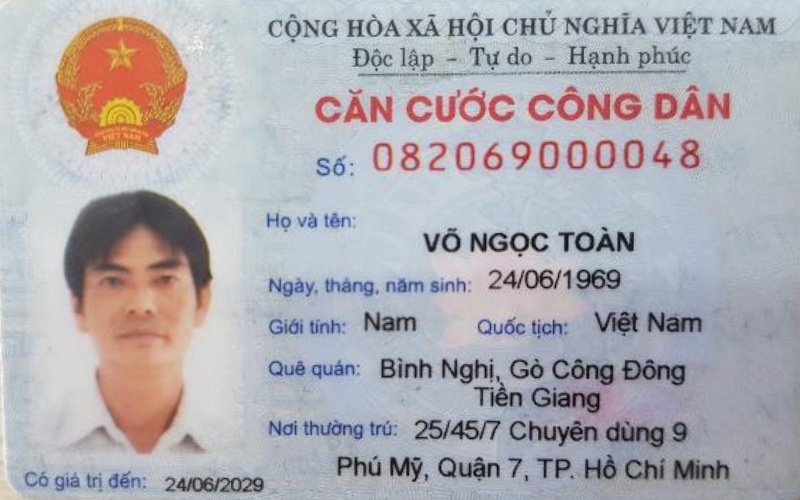 CỘNG HÒA XÃ HỘI CHỦ NGHĨA VIỆT NAM
Độc lập - Tự do - Hạnh phúc
CĂN CƯỚC CÔNG DÂN
Số: 082069000048
Họ và tên:
VÕ NGỌC TOÀN
Ngày, tháng, năm sinh: 24/06/1969
Giới tính: Nam Quốc tịch: Việt Nam
Quê quán: Bình Nghị, Gò Công Đông
Tiền Giang
Nơi thường trú: 25/45/7 Chuyên dùng 9
Phú Mỹ, Quận 7, TP. Hồ Chí Minh
Có giá trị đến: 24/06/2029